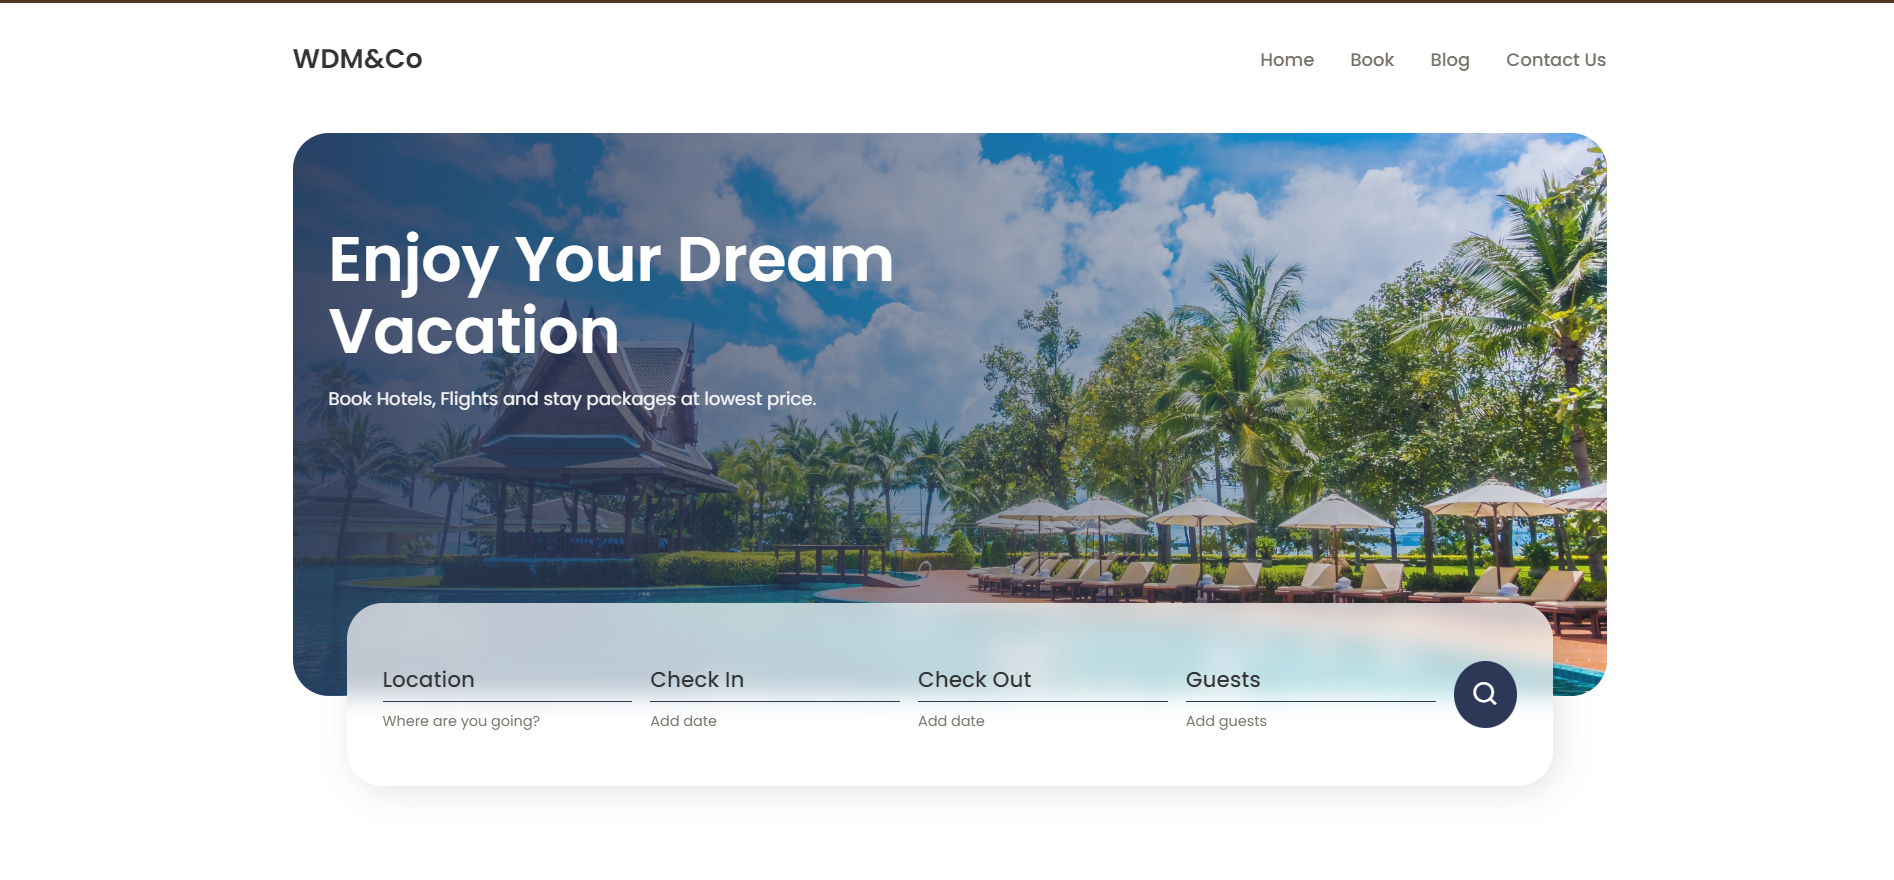 WDM&Co
Home
Book
Blog
Contact Us
Enjoy Your Dream
Vacation
Book Hotels, Flights and stay packages at lowest price.
Location
Where are you going?
Check In
Add date
Check Out
Add date
Guests
Add guests